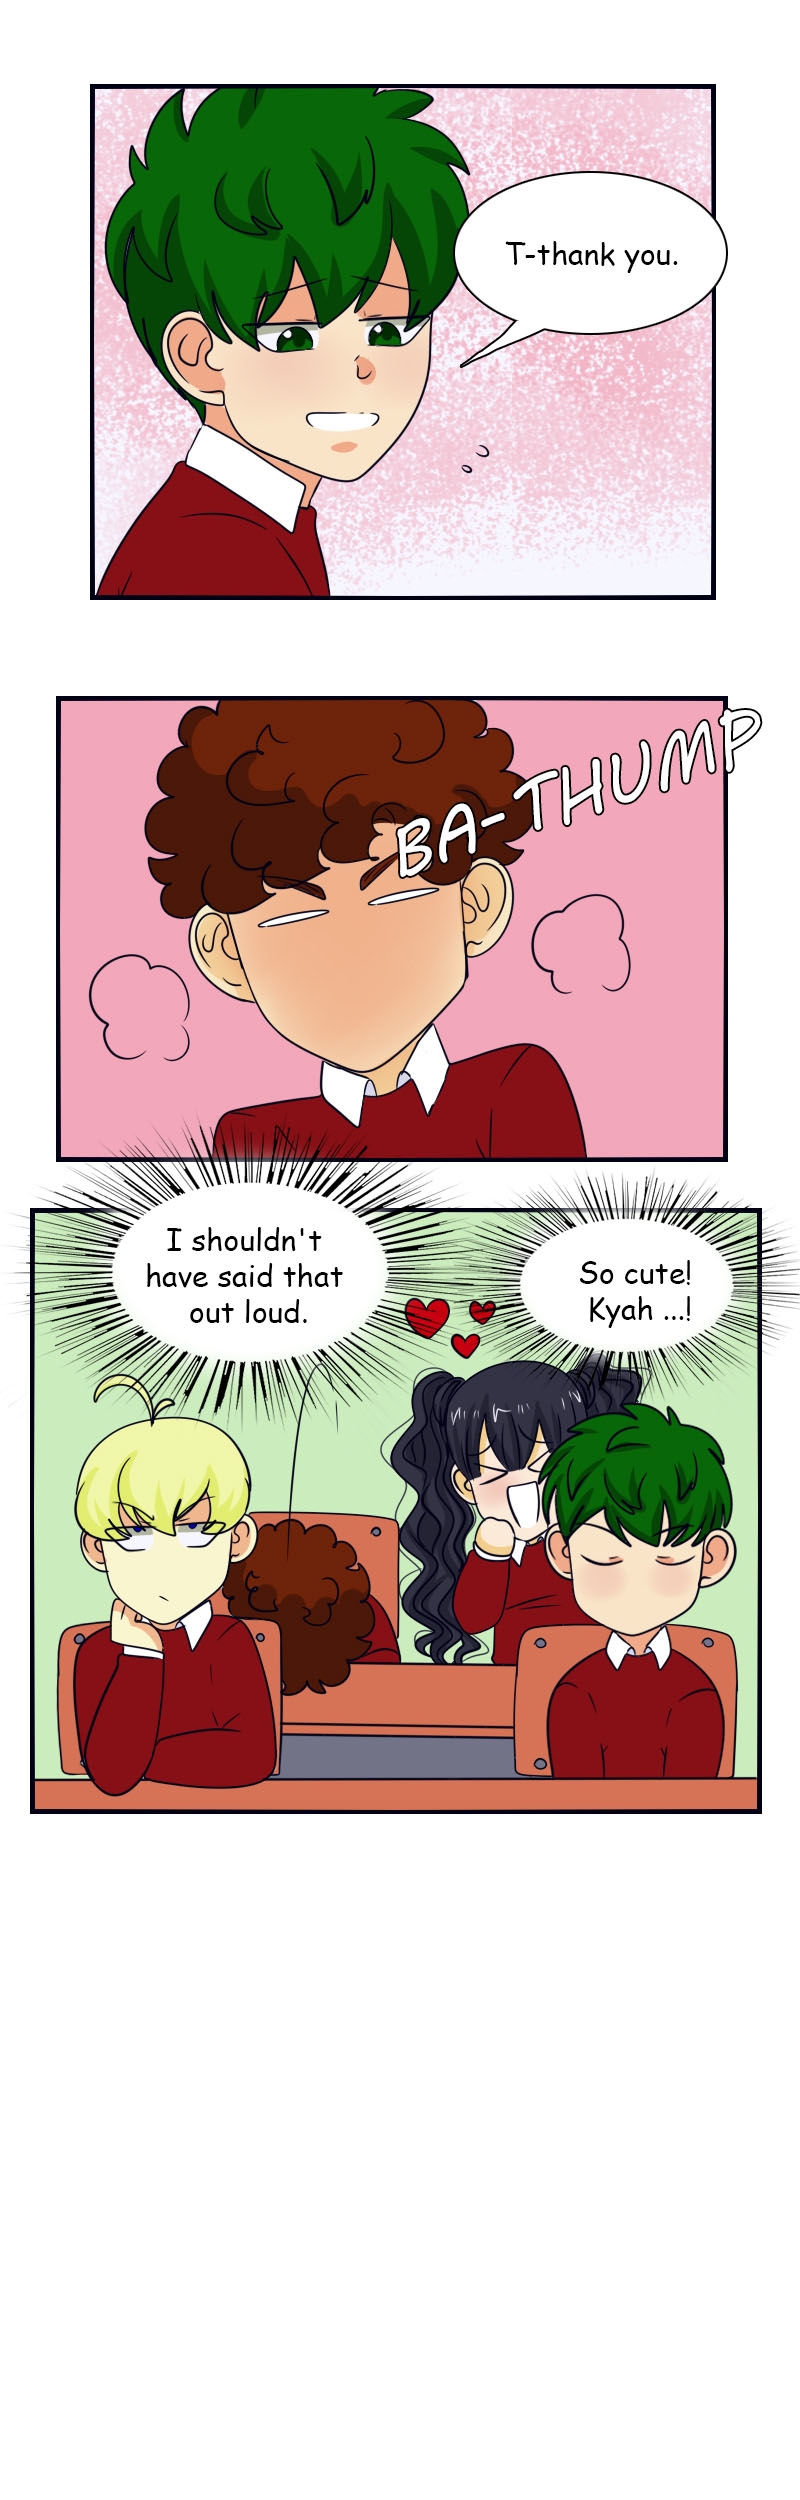 T-thank you.
BA-THUMP
I shouldn't
have said that
out loud.
So cute!
Kyah ...!